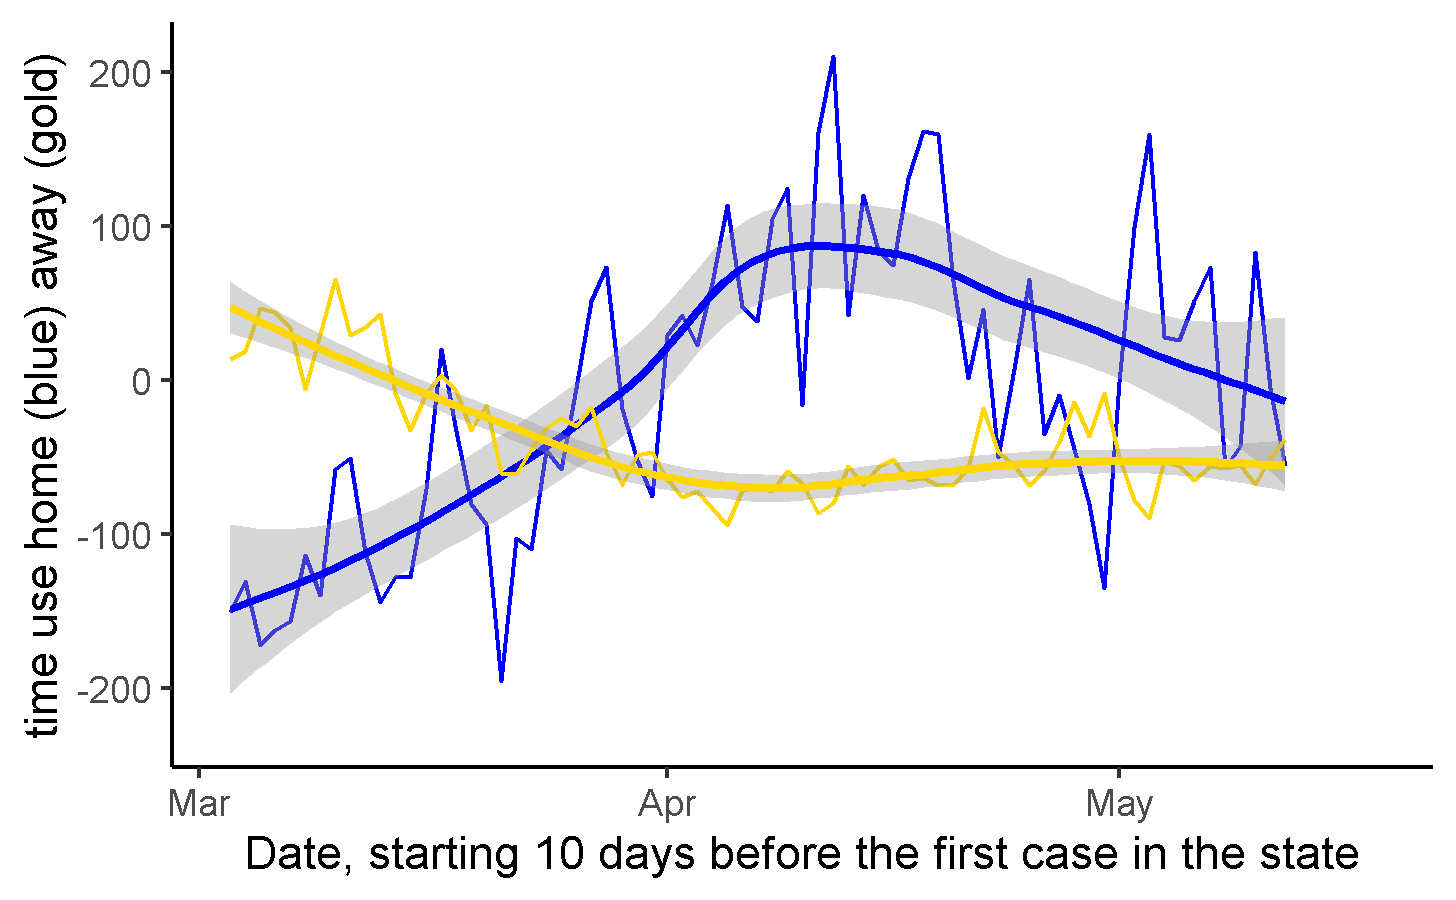 time use home (blue) away (gold)
200
100
0
-100
-200
Mar
Apr
May
Date, starting 10 days before the first case in the state